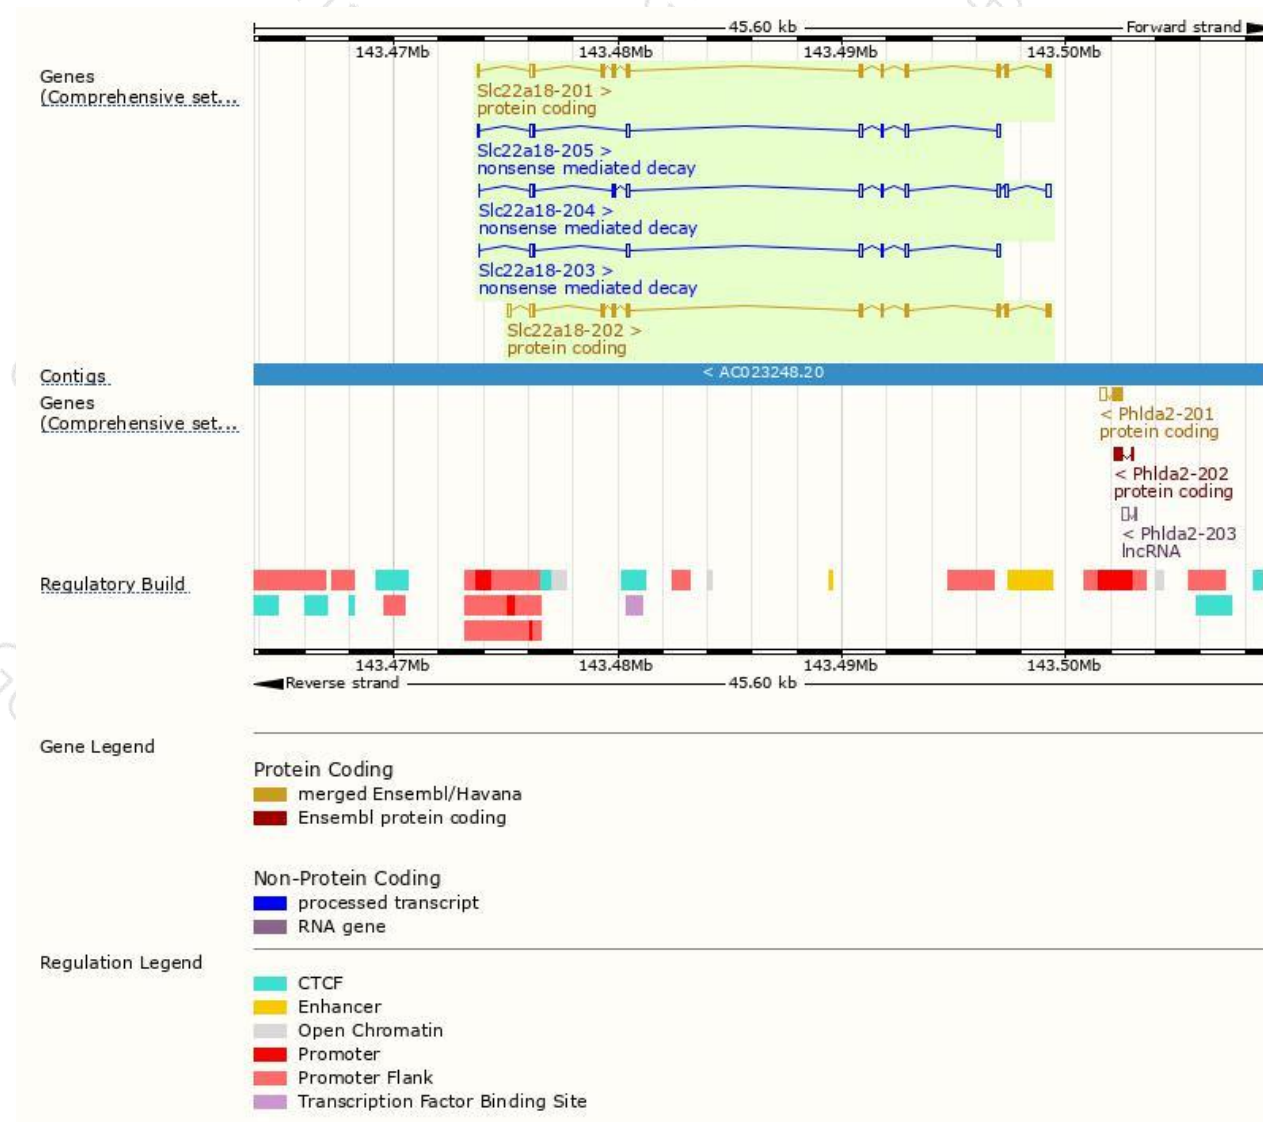 45.60 kb
Forward strand
143.47Mb 143.48Mb 143.49Mb 143.50Mb
Genes
(Comprehensive set...
Slc22a18-201 >
protein coding
Slc22a18-205 >
nonsense mediated decay
Slc22a18-204 >
nonsense mediated decay
Slc22a18-203 >
nonsense mediated decay
Slc22a18-202 >
protein coding
Contigs
< AC023248.20
Genes
(Comprehensive set...
< Phlda2-201
protein coding
< Phlda2-202
protein coding
< Phlda2-203
lncRNA
Regulatory Build
143.47Mb 143.48Mb 143.49Mb 143.50Mb
Reverse strand
45.60 kb
Gene Legend
Protein Coding
merged Ensembl/Havana
Ensembl protein coding
Non-Protein Coding
processed transcript
RNA gene
Regulation Legend
CTCF
Enhancer
Open Chromatin
Promoter
Promoter Flank
Transcription Factor Binding Site